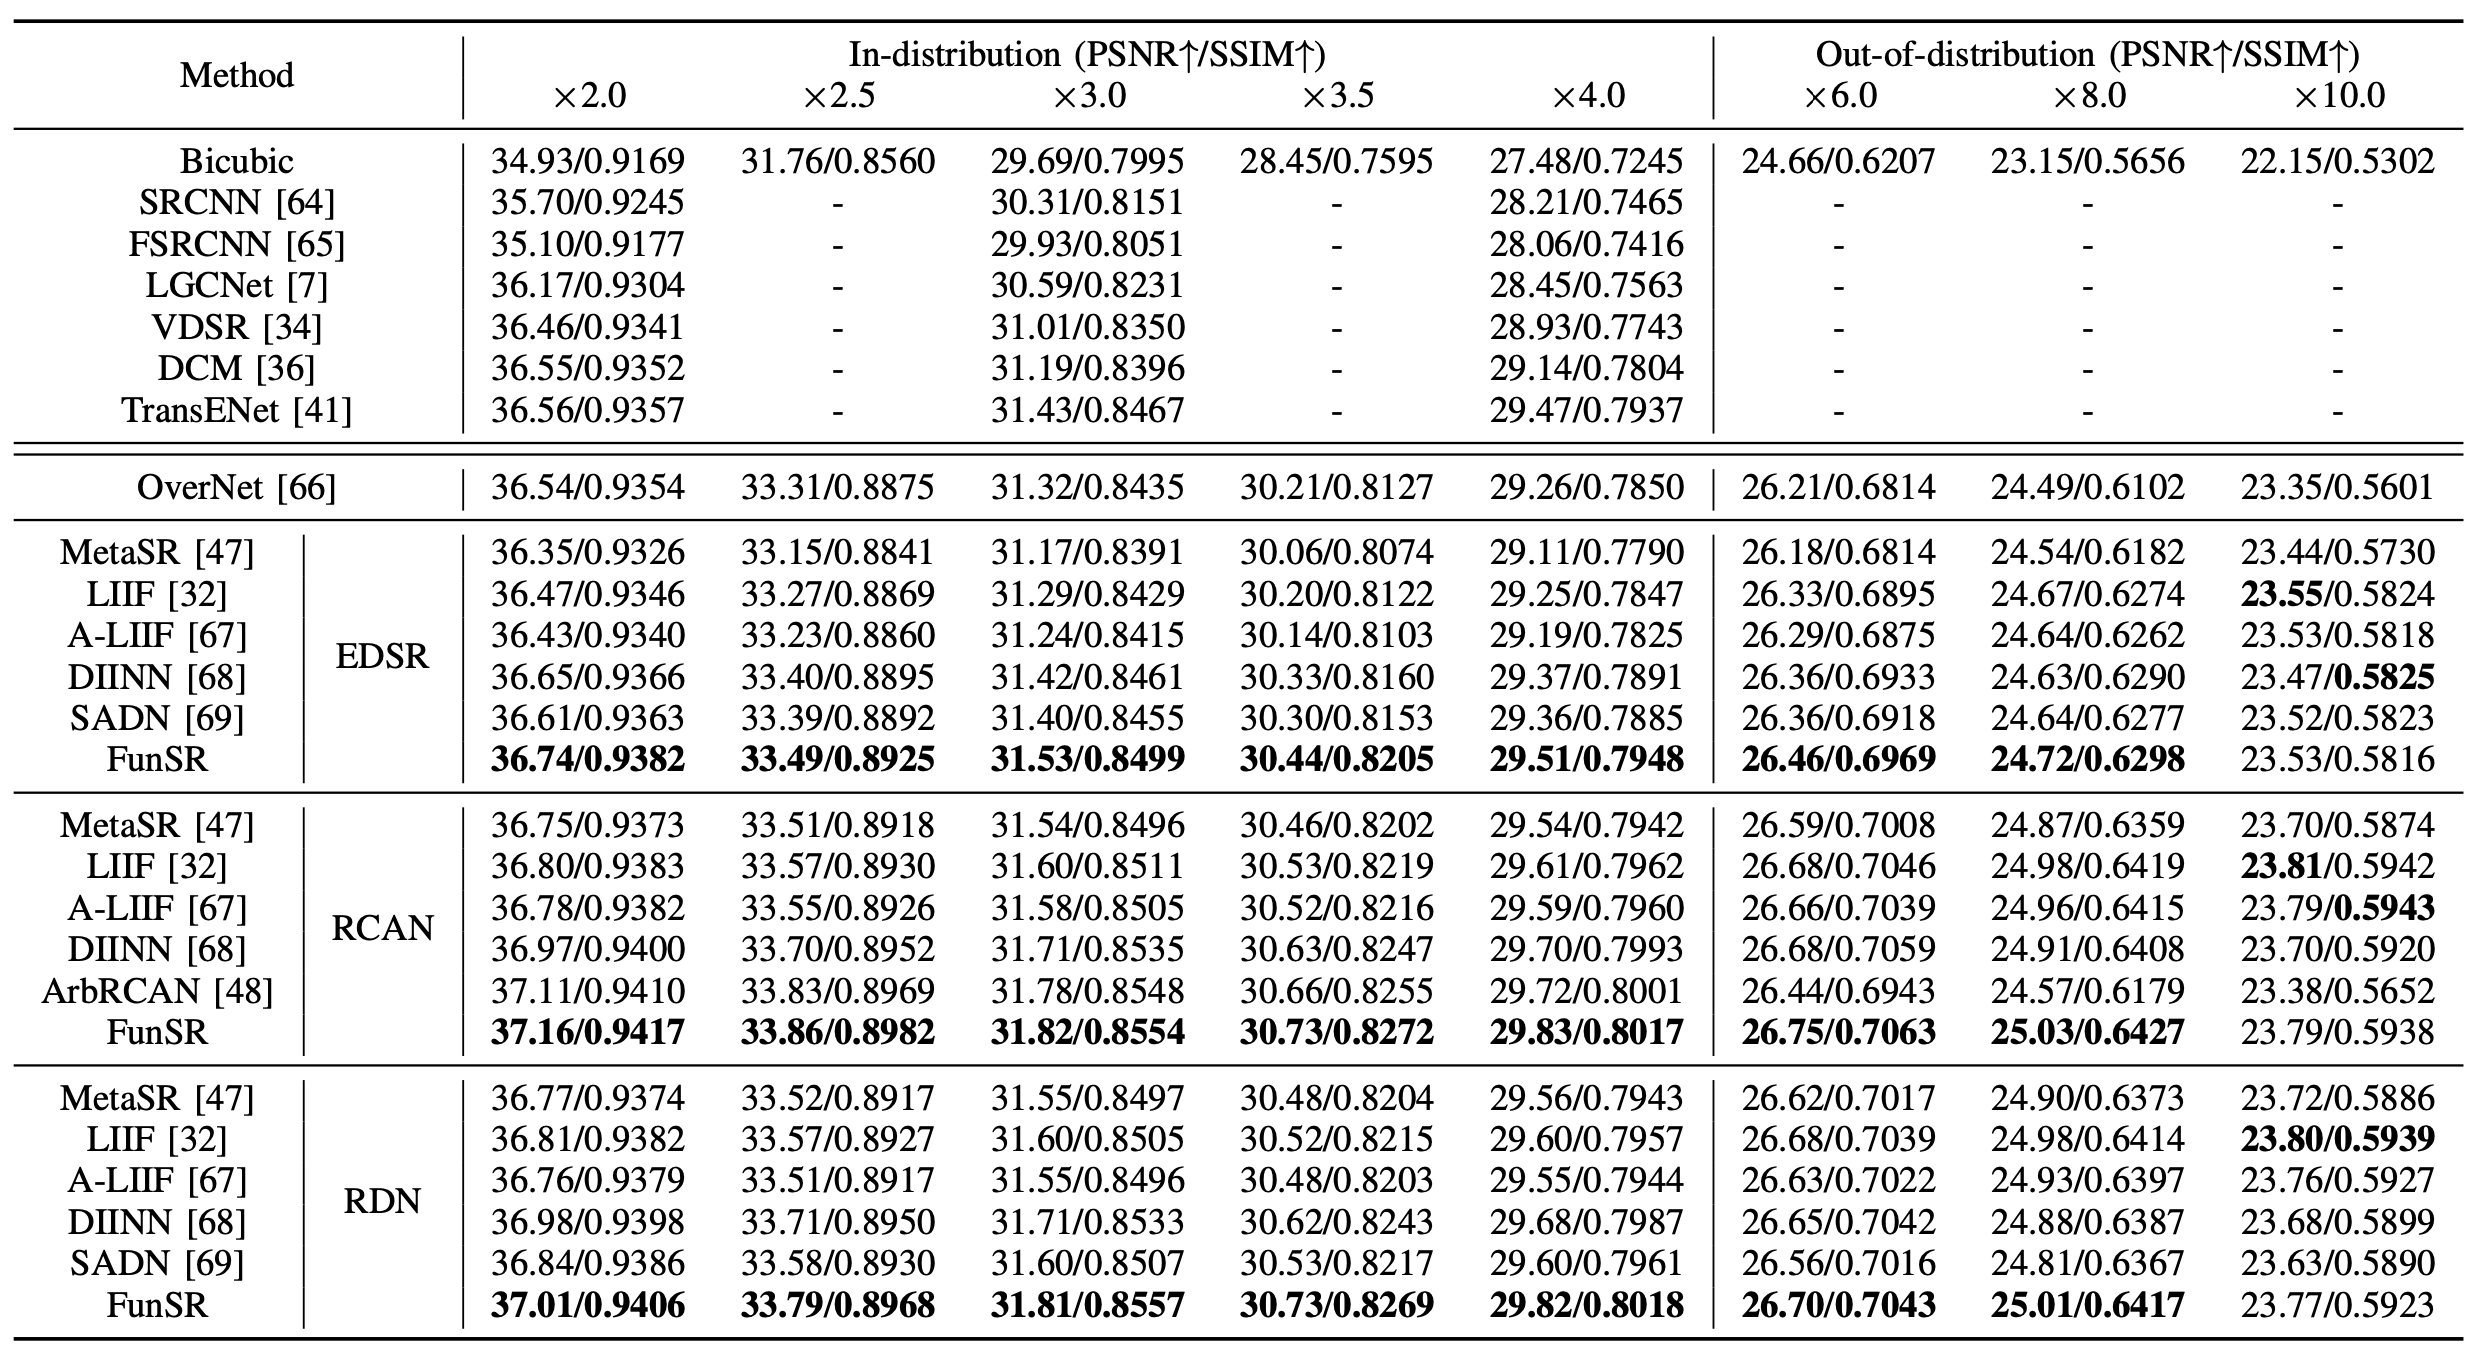 Method In-distribution (PSNR↑/SSIM↑) Out-of-distribution (PSNR↑/SSIM↑)
×2.0 ×2.5 ×3.0 ×3.5 ×4.0 ×6.0 ×8.0 ×10.0
Bicubic 34.93/0.9169 31.76/0.8560 29.69/0.7995 28.45/0.7595 27.48/0.7245 24.66/0.6207 23.15/0.5656 22.15/0.5302
SRCNN [64] 35.70/0.9245 - 30.31/0.8151 - 28.21/0.7465 - - -
FSRCNN [65] 35.10/0.9177 - 29.93/0.8051 - 28.06/0.7416 - - -
LGCNet [7] 36.17/0.9304 - 30.59/0.8231 - 28.45/0.7563 - - -
VDSR [34] 36.46/0.9341 - 31.01/0.8350 - 28.93/0.7743 - - -
DCM [36] 36.55/0.9352 - 31.19/0.8396 - 29.14/0.7804 - - -
TransENet [41] 36.56/0.9357 - 31.43/0.8467 - 29.47/0.7937 - - -
OverNet [66] 36.54/0.9354 33.31/0.8875 31.32/0.8435 30.21/0.8127 29.26/0.7850 26.21/0.6814 24.49/0.6102 23.35/0.5601
MetaSR [47] 36.35/0.9326 33.15/0.8841 31.17/0.8391 30.06/0.8074 29.11/0.7790 26.18/0.6814 24.54/0.6182 23.44/0.5730
LIIF [32] 36.47/0.9346 33.27/0.8869 31.29/0.8429 30.20/0.8122 29.25/0.7847 26.33/0.6895 24.67/0.6274 23.55/0.5824
A-LIIF [67] 36.43/0.9340 33.23/0.8860 31.24/0.8415 30.14/0.8103 29.19/0.7825 26.29/0.6875 24.64/0.6262 23.53/0.5818
EDSR
DIINN [68] 36.65/0.9366 33.40/0.8895 31.42/0.8461 30.33/0.8160 29.37/0.7891 26.36/0.6933 24.63/0.6290 23.47/0.5825
SADN [69] 36.61/0.9363 33.39/0.8892 31.40/0.8455 30.30/0.8153 29.36/0.7885 26.36/0.6918 24.64/0.6277 23.52/0.5823
FunSR 36.74/0.9382 33.49/0.8925 31.53/0.8499 30.44/0.8205 29.51/0.7948 26.46/0.6969 24.72/0.6298 23.53/0.5816
MetaSR [47] 36.75/0.9373 33.51/0.8918 31.54/0.8496 30.46/0.8202 29.54/0.7942 26.59/0.7008 24.87/0.6359 23.70/0.5874
LIIF [32] 36.80/0.9383 33.57/0.8930 31.60/0.8511 30.53/0.8219 29.61/0.7962 26.68/0.7046 24.98/0.6419 23.81/0.5942
A-LIIF [67] 36.78/0.9382 33.55/0.8926 31.58/0.8505 30.52/0.8216 29.59/0.7960 26.66/0.7039 24.96/0.6415 23.79/0.5943
RCAN
DIINN [68] 36.97/0.9400 33.70/0.8952 31.71/0.8535 30.63/0.8247 29.70/0.7993 26.68/0.7059 24.91/0.6408 23.70/0.5920
ArbRCAN [48] 37.11/0.9410 33.83/0.8969 31.78/0.8548 30.66/0.8255 29.72/0.8001 26.44/0.6943 24.57/0.6179 23.38/0.5652
FunSR 37.16/0.9417 33.86/0.8982 31.82/0.8554 30.73/0.8272 29.83/0.8017 26.75/0.7063 25.03/0.6427 23.79/0.5938
MetaSR [47] 36.77/0.9374 33.52/0.8917 31.55/0.8497 30.48/0.8204 29.56/0.7943 26.62/0.7017 24.90/0.6373 23.72/0.5886
LIIF [32] 36.81/0.9382 33.57/0.8927 31.60/0.8505 30.52/0.8215 29.60/0.7957 26.68/0.7039 24.98/0.6414 23.80/0.5939
A-LIIF [67] 36.76/0.9379 33.51/0.8917 31.55/0.8496 30.48/0.8203 29.55/0.7944 26.63/0.7022 24.93/0.6397 23.76/0.5927
RDN
DIINN [68] 36.98/0.9398 33.71/0.8950 31.71/0.8533 30.62/0.8243 29.68/0.7987 26.65/0.7042 24.88/0.6387 23.68/0.5899
SADN [69] 36.84/0.9386 33.58/0.8930 31.60/0.8507 30.53/0.8217 29.60/0.7961 26.56/0.7016 24.81/0.6367 23.63/0.5890
FunSR 37.01/0.9406 33.79/0.8968 31.81/0.8557 30.73/0.8269 29.82/0.8018 26.70/0.7043 25.01/0.6417 23.77/0.5923